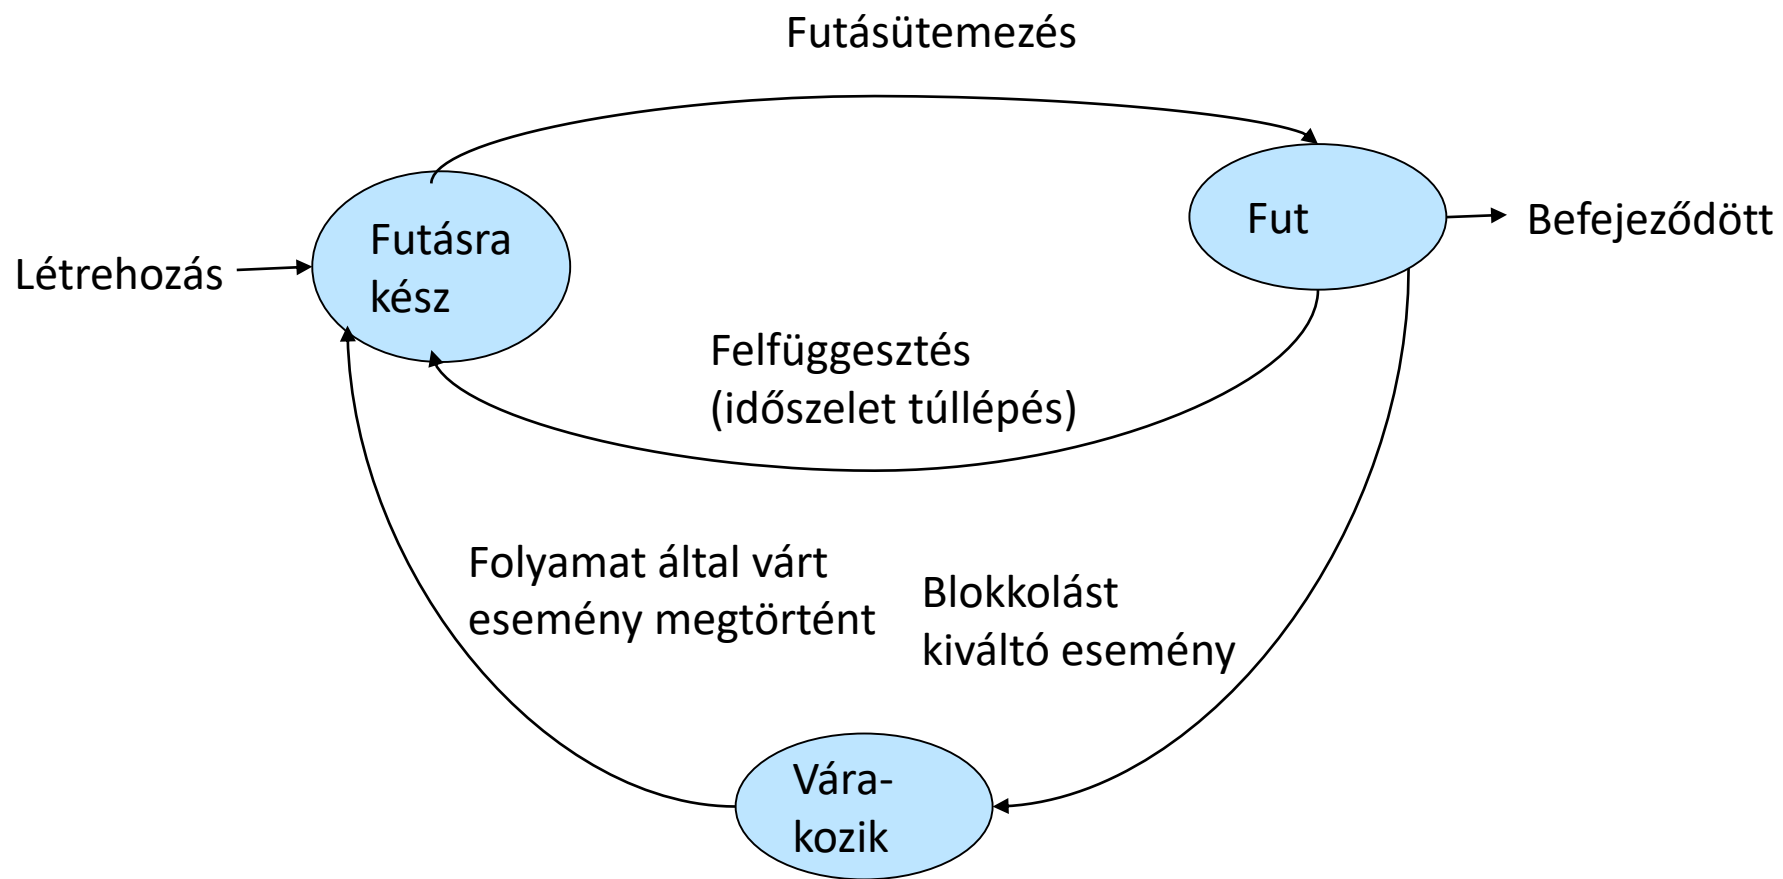 Futásütemezés
Futásra
kész
Fut
Befejeződött
Létrehozás
Felfüggesztés
(időszelet túllépés)
Folyamat által várt
esemény megtörtént
Blokkolást
kiváltó esemény
Vára-
kozik